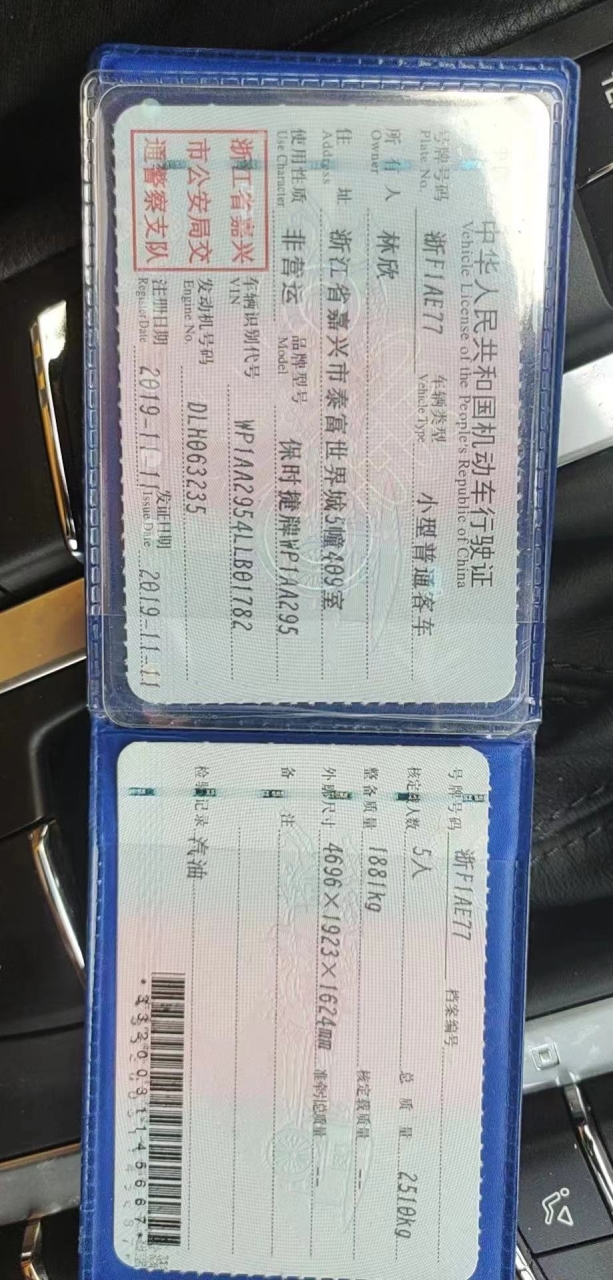 中华人民共和国机动车行驶证
Vehicle License of the People's Republic of China
号牌号码 浙F1AE77 车辆类型 小型普通客车
Plate No. Vehicle Type
所有人 林欣
Owner
住址 浙江省嘉兴市泰富世界城5幢409室
Address
使用性质 非营运 品牌型号 保时捷牌WP1AA295
Use Character Model
浙江省嘉兴
市公安局交
通警察支队
车辆识别代号 WP1AA2954LLB01782
VIN
发动机号码 DLH063235
Engine No.
注册日期 2019-11-11 发证日期 2019-11-11
Register Date Issue Date
号牌号码 浙F1AE77 档案编号
核定载人数 5人 总质量 2510kg
整备质量 1881kg 核定载质量 --
外廓尺寸 4696×1923×1624mm 准牵引总质量 --
备注
检验记录 汽油